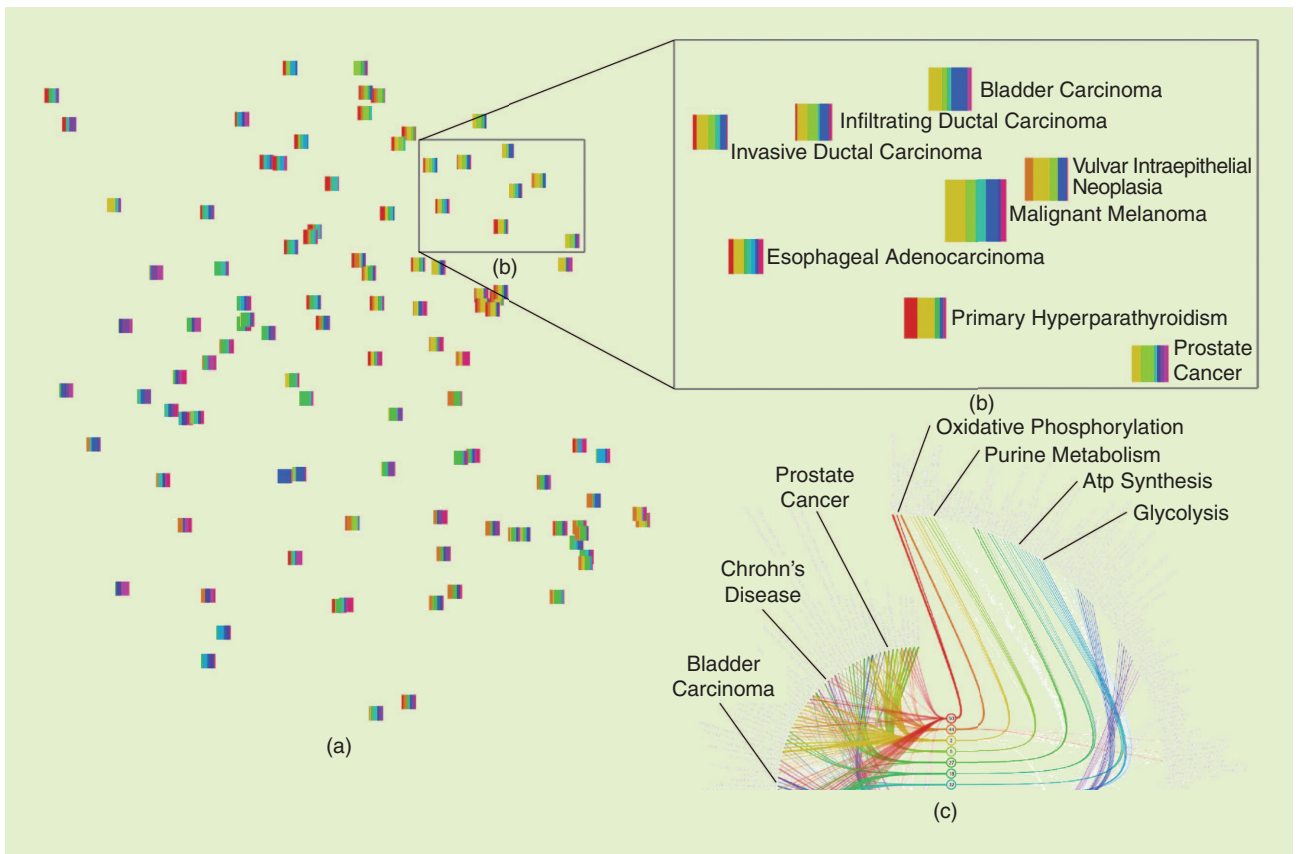 Bladder Carcinoma
Infiltrating Ductal Carcinoma
Invasive Ductal Carcinoma
Vulvar Intraepithelial
Neoplasia
Malignant Melanoma
Esophageal Adenocarcinoma
Primary Hyperparathyroidism
Prostate
Cancer
(b)
(b)
Oxidative Phosphorylation
Purine Metabolism
Atp Synthesis
Glycolysis
Prostate
Cancer
Chrohn's
Disease
Bladder
Carcinoma
(a)
(c)